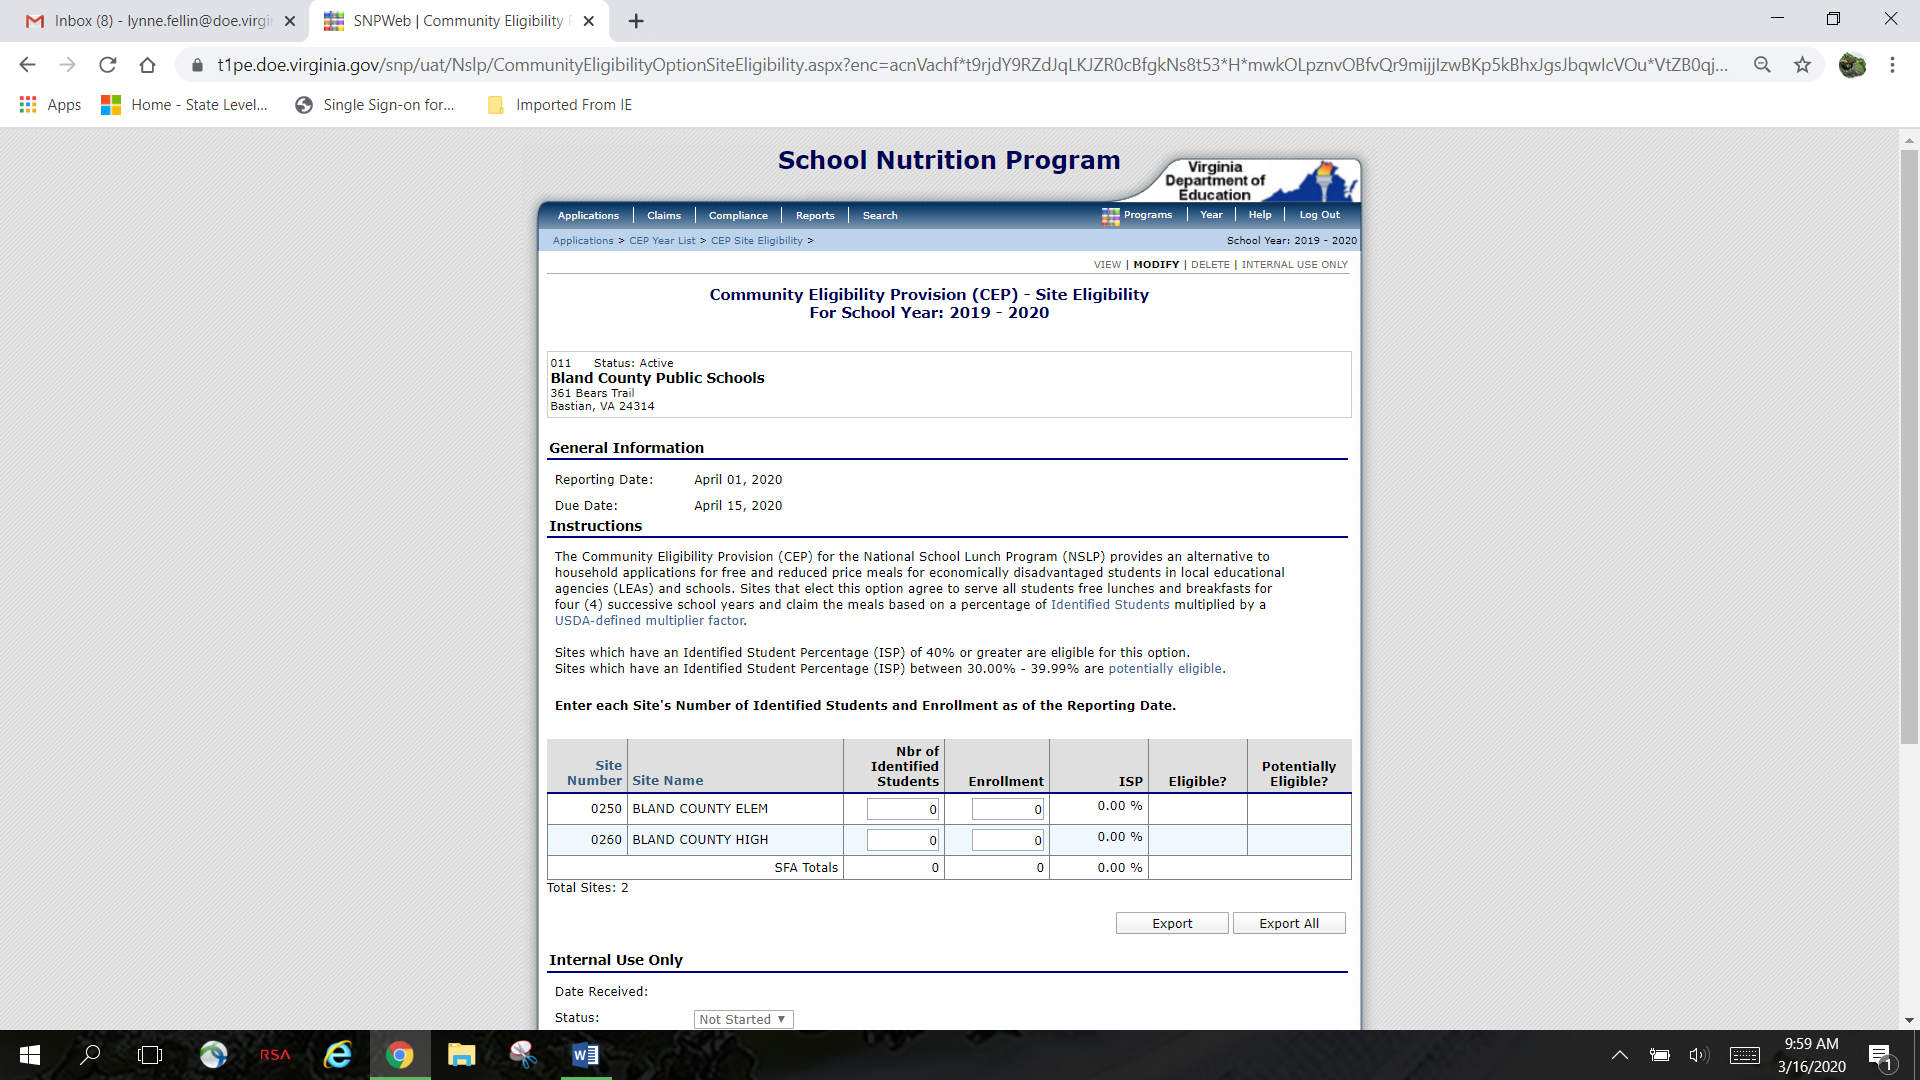 Inbox (8) - lynne.fellin@doe.virgi
SNPWeb | Community Eligibility
t1pe.doe.virginia.gov/snp/uat/Nslp/CommunityEligibilityOptionSiteEligibility.aspx?enc=acnVachf*t9rjdY9RZdJqLKJZR0cBfgkNs8t53*H*mwkOLpznvOBfvQr9mijjIzwBKp5kBhxJgsJbqwIcVOu*VtZB0qj...
Apps
Home - State Level...
Single Sign-on for...
Imported From IE
School Nutrition Program
Virginia
Department of
Education
Applications | Claims | Compliance | Reports | Search
Programs | Year | Help | Log Out
Applications > CEP Year List > CEP Site Eligibility >
School Year: 2019 - 2020
VIEW | MODIFY | DELETE | INTERNAL USE ONLY
Community Eligibility Provision (CEP) - Site Eligibility
For School Year: 2019 - 2020
011 Status: Active
Bland County Public Schools
361 Bears Trail
Bastian, VA 24314
General Information
Reporting Date: April 01, 2020
Due Date: April 15, 2020
Instructions
The Community Eligibility Provision (CEP) for the National School Lunch Program (NSLP) provides an alternative to
household applications for free and reduced price meals for economically disadvantaged students in local educational
agencies (LEAs) and schools. Sites that elect this option agree to serve all students free lunches and breakfasts for
four (4) successive school years and claim the meals based on a percentage of Identified Students multiplied by a
USDA-defined multiplier factor.
Sites which have an Identified Student Percentage (ISP) of 40% or greater are eligible for this option.
Sites which have an Identified Student Percentage (ISP) between 30.00% - 39.99% are potentially eligible.
Enter each Site's Number of Identified Students and Enrollment as of the Reporting Date.
Site Number Site Name Nbr of Identified Students Enrollment ISP Eligible? Potentially Eligible?
0250 BLAND COUNTY ELEM 0 0 0.00 %
0260 BLAND COUNTY HIGH 0 0 0.00 %
SFA Totals 0 0 0.00 %
Total Sites: 2
Export
Export All
Internal Use Only
Date Received:
Status: Not Started
RSA
9:59 AM
3/16/2020
1